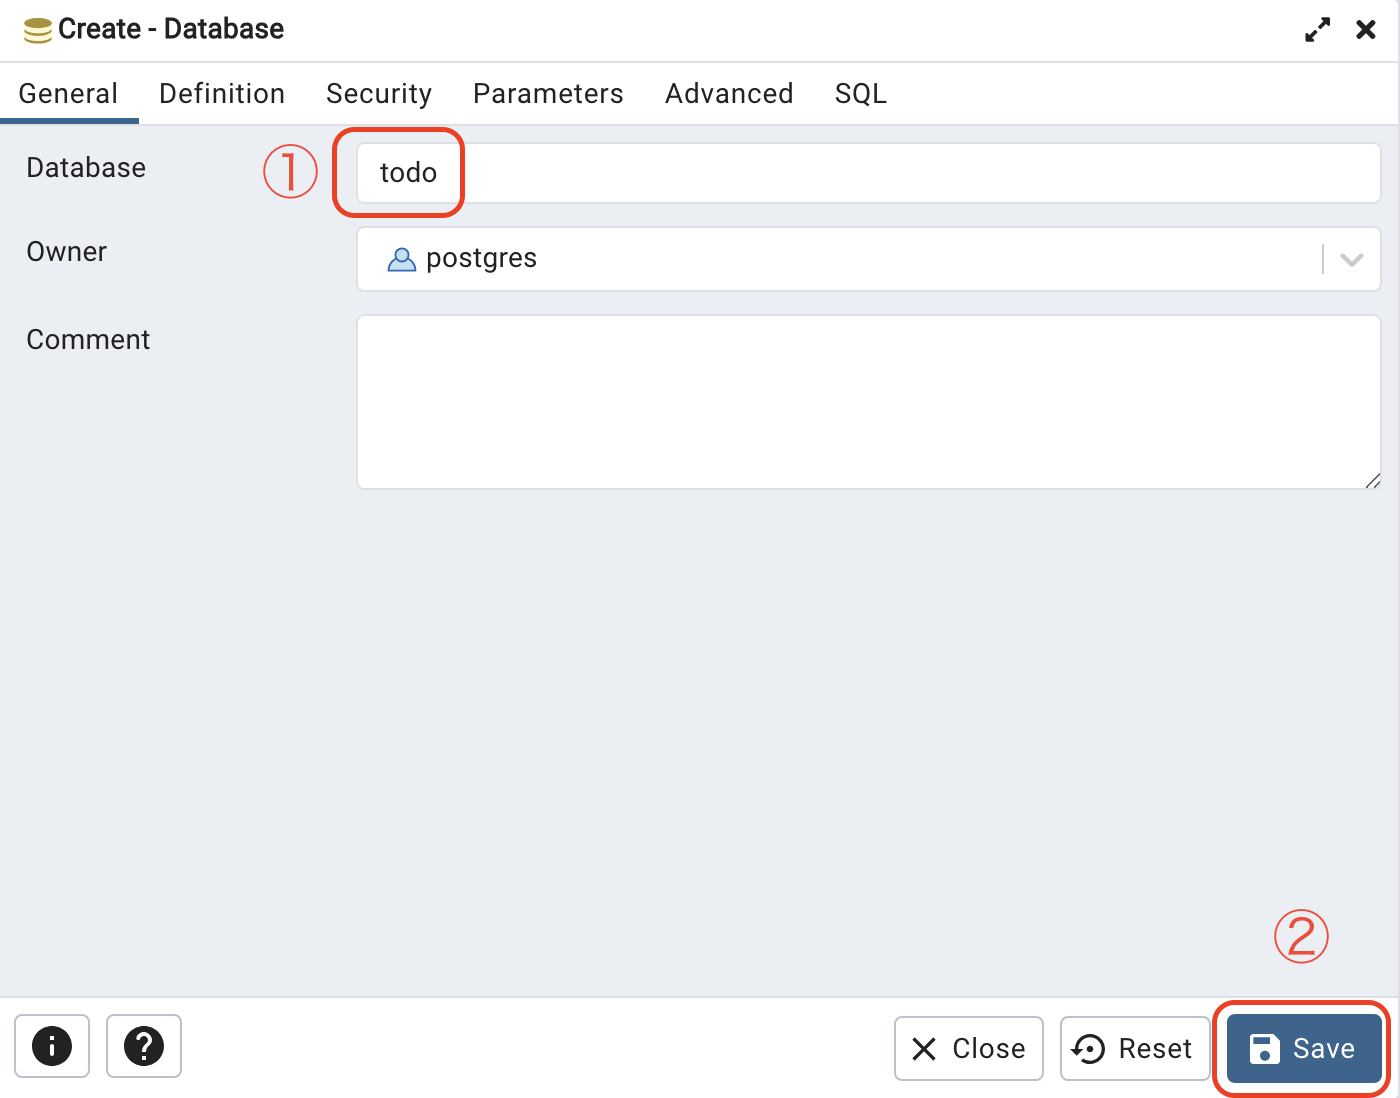 Create - Database
General Definition Security Parameters Advanced SQL
Database ① todo
Owner postgres
Comment
②
Close Reset Save